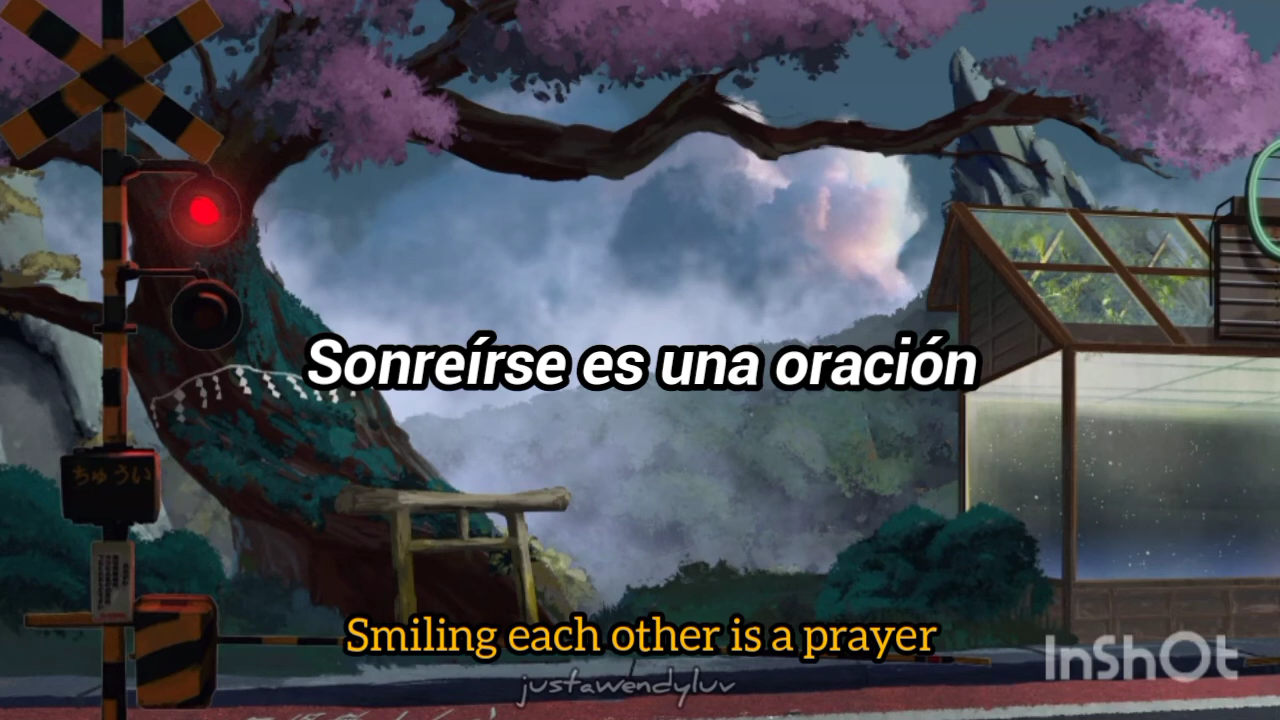 Sonreírse es una oración
ちゅうい
Smiling each other is a prayer
InShOt
justawendyluv